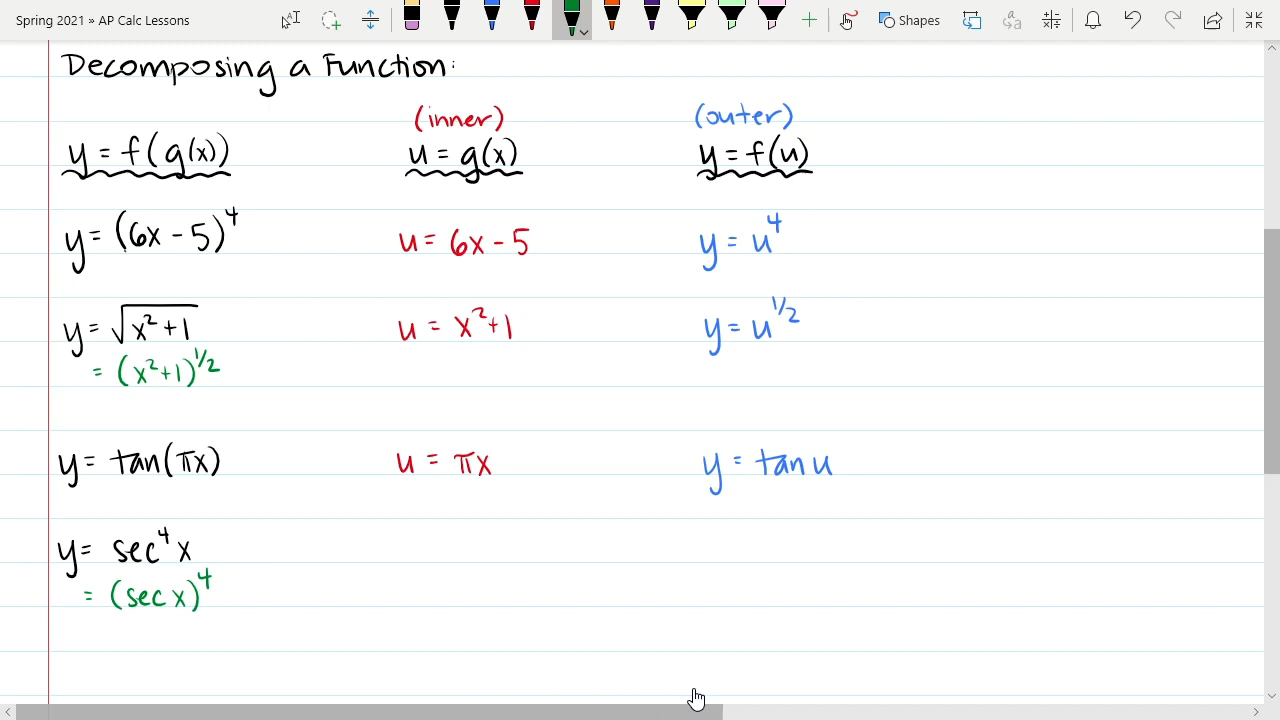 Spring 2021 » AP Calc Lessons
Shapes
Decomposing a Function:
(inner) (outer)
y = f(g(x)) u = g(x) y = f(u)
y = (6x - 5)⁴ u = 6x - 5 y = u⁴
y = √(x² + 1) u = x² + 1 y = u^1/2
= (x² + 1)^1/2
y = tan(πx) u = πx y = tan u
y = sec⁴ x
= (sec x)⁴